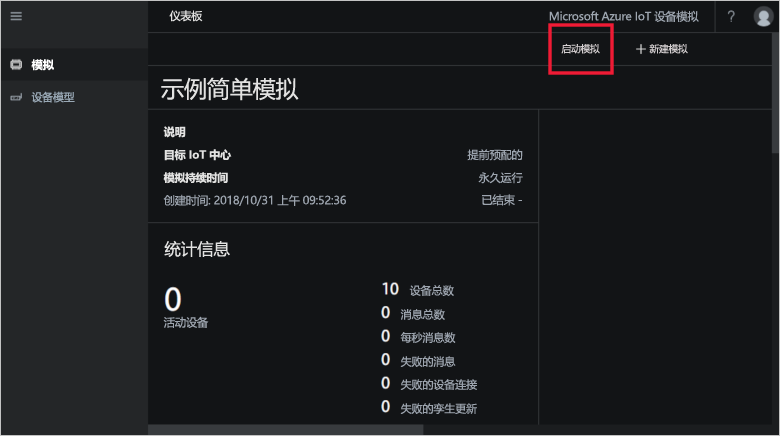 仪表板
Microsoft Azure IoT 设备模拟
?
启动模拟
+ 新建模拟
模拟
设备模型
示例简单模拟
说明
目标 IoT 中心 提前预配的
模拟持续时间 永久运行
创建时间: 2018/10/31 上午 09:52:36 已结束 -
统计信息
0
活动设备
10 设备总数
0 消息总数
0 每秒消息数
0 失败的消息
0 失败的设备连接
0 失败的孪生更新